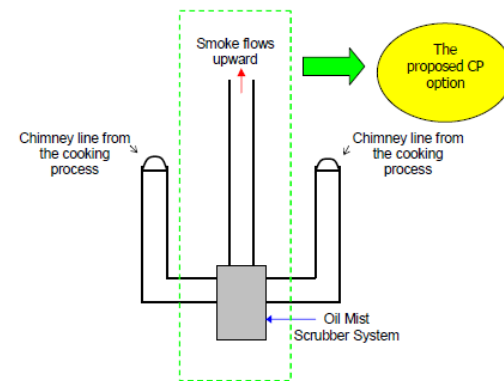 Smoke flows
upward
The
proposed CP
option
Chimney line from
the cooking
process
Chimney line from
the cooking
process
Oil Mist
Scrubber System